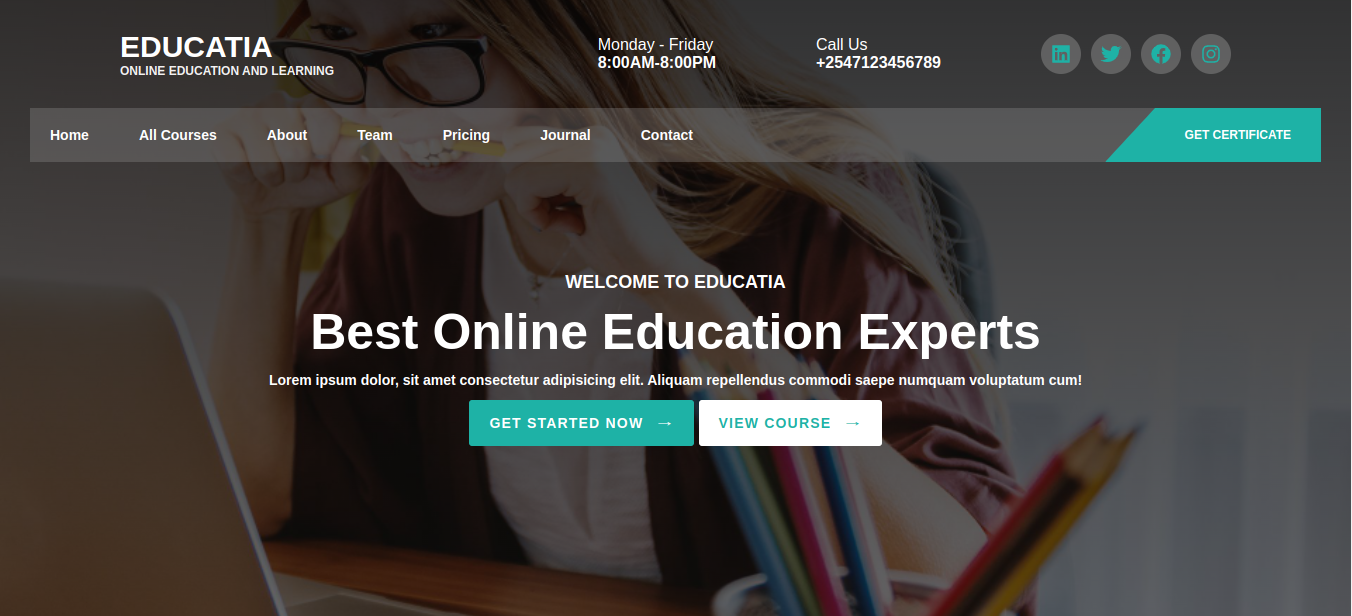 EDUCATIA
ONLINE EDUCATION AND LEARNING
Monday - Friday
8:00AM-8:00PM
Call Us
+2547123456789
Home
All Courses
About
Team
Pricing
Journal
Contact
GET CERTIFICATE
WELCOME TO EDUCATIA
Best Online Education Experts
Lorem ipsum dolor, sit amet consectetur adipisicing elit. Aliquam repellendus commodi saepe numquam voluptatum cum!
GET STARTED NOW →
VIEW COURSE →